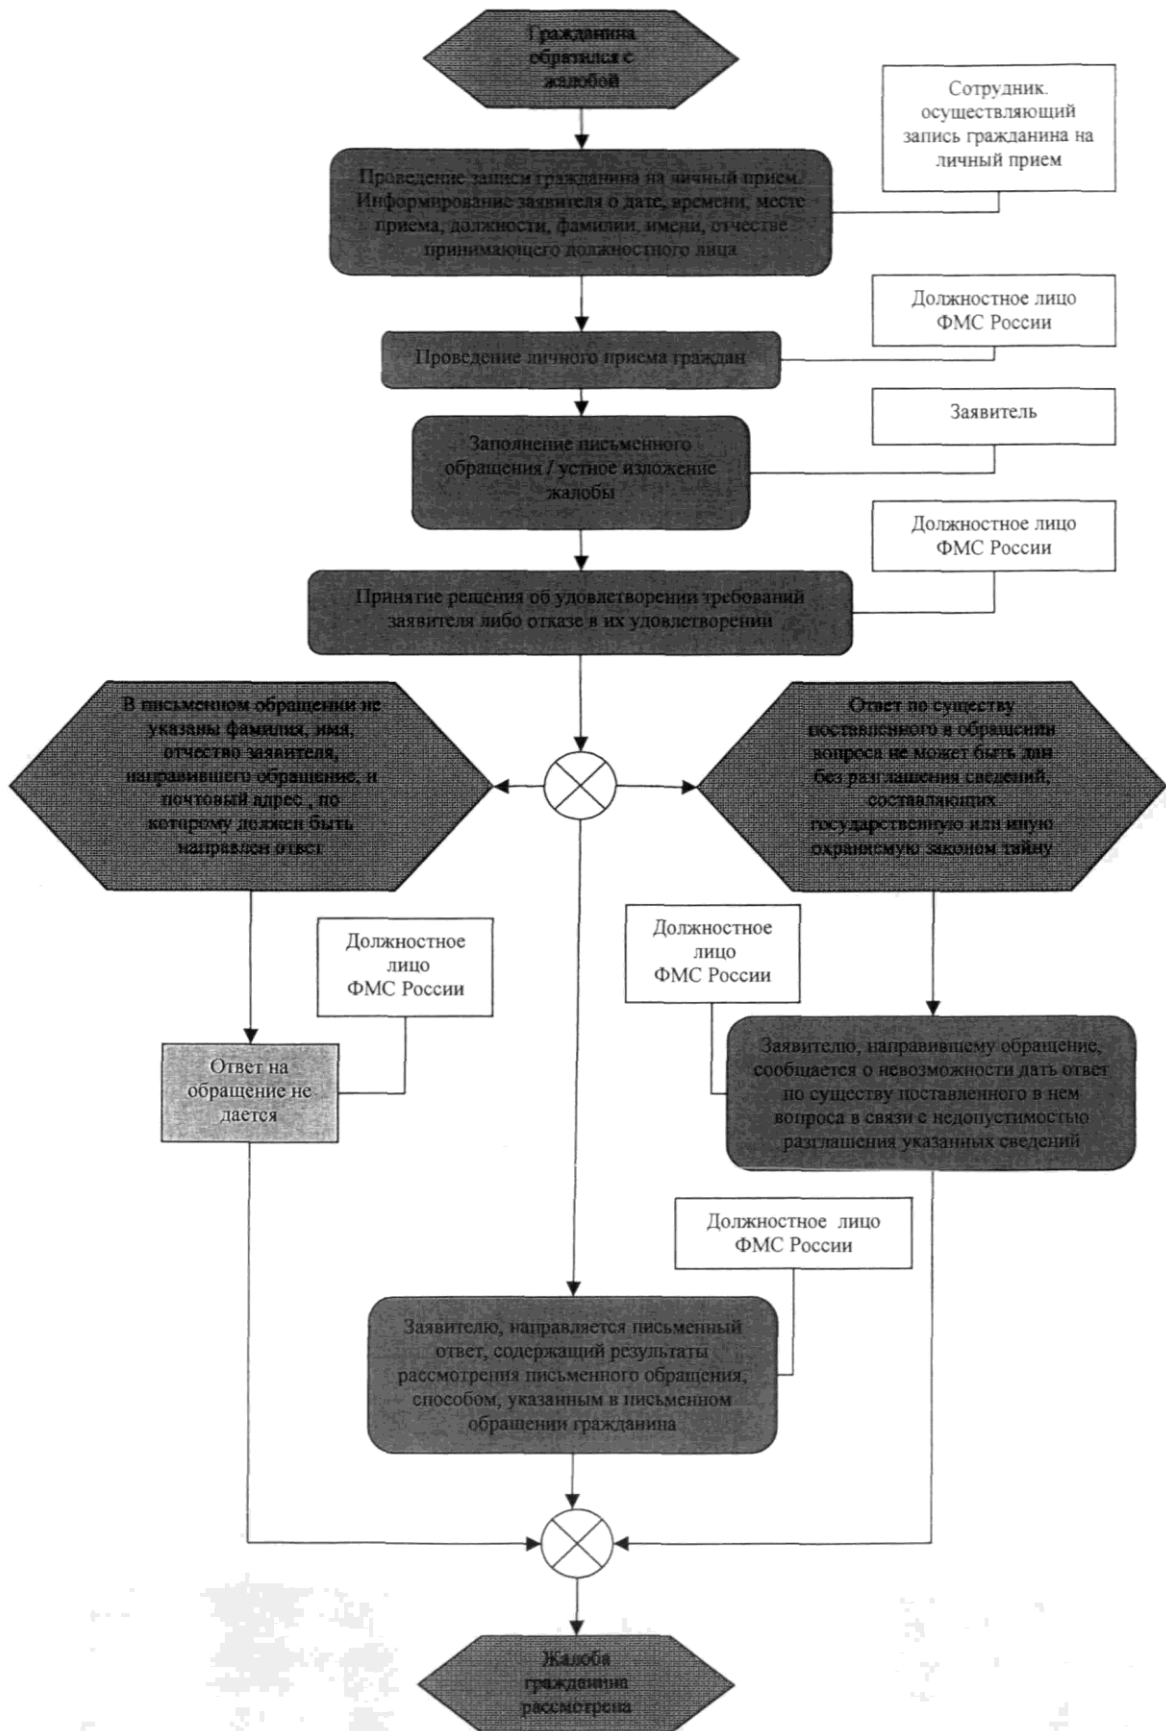 Гражданина
обратился с
жалобой
Сотрудник.
осуществляющий
запись гражданина на
личный прием
Проведение записи гражданина на личный прием.
Информирование заявителя о дате, времени, месте
приема, должности, фамилии, имени, отчестве
принимающего должностного лица
Должностное лицо
ФМС России
Проведение личного приема граждан
Заявитель
Заполнение письменного
обращения / устное изложение
жалобы
Должностное лицо
ФМС России
Принятие решения об удовлетворении требований
заявителя либо отказе в их удовлетворении
В письменном обращении не
указаны фамилия, имя,
отчество заявителя,
направившего обращение, и
почтовый адрес , по
которому должен быть
направлен ответ
Ответ по существу
поставленного в обращении
вопроса не может быть дан
без разглашения сведений,
составляющих
государственную или иную
охраняемую законом тайну
Должностное
лицо
ФМС России
Должностное
лицо
ФМС России
Ответ на
обращение не
дается
Заявителю, направившему обращение,
сообщается о невозможности дать ответ
по существу поставленного в нем
вопроса в связи с недопустимостью
разглашения указанных сведений
Должностное лицо
ФМС России
Заявителю, направляется письменный
ответ, содержащий результаты
рассмотрения письменного обращения,
способом, указанным в письменном
обращении гражданина
Жалоба
гражданина
рассмотрена